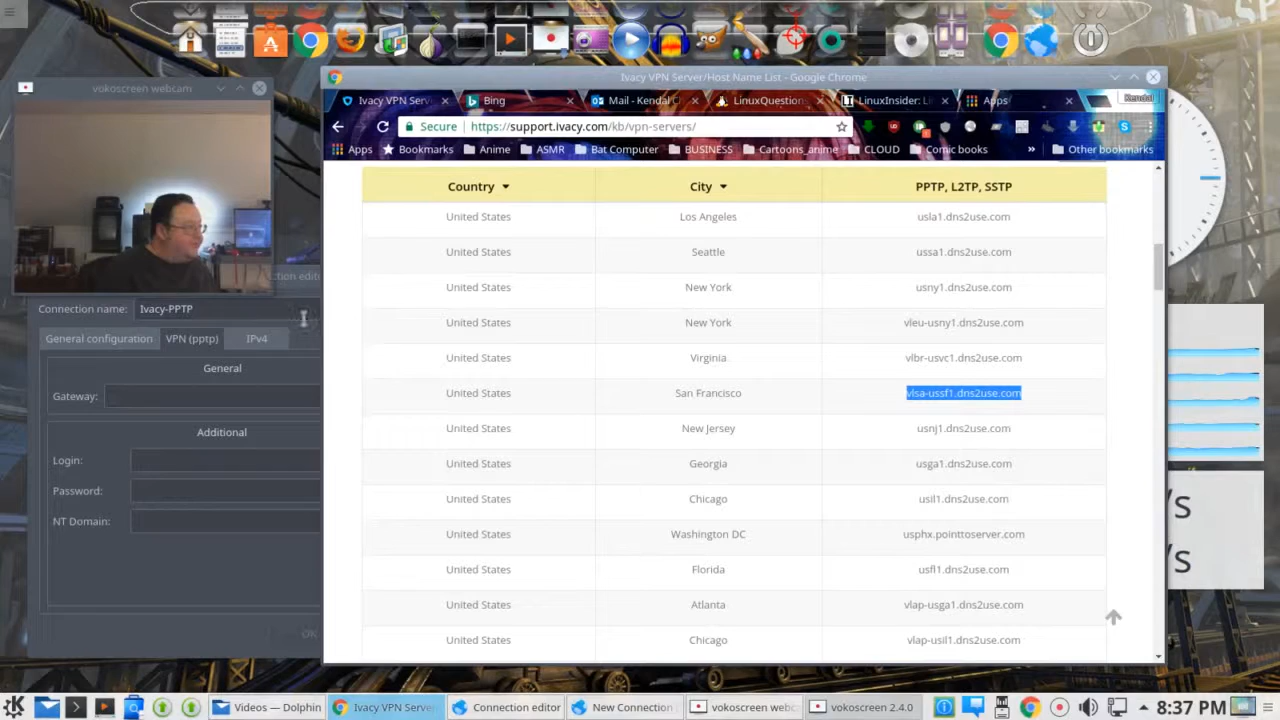 vokoscreen webcam
Ivacy VPN Server/Host Name List - Google Chrome
Ivacy VPN Serve
Bing
Mail - Kendal C
LinuxQuestions
LinuxInsider: L
Apps
Kendal
Secure
https://support.ivacy.com/kb/vpn-servers/
Apps
Bookmarks
Anime
ASMR
Bat Computer
BUSINESS
Cartoons_anime
CLOUD
Comic books
»
Other bookmarks
Country
City
PPTP, L2TP, SSTP
United States Los Angeles usla1.dns2use.com
United States Seattle ussa1.dns2use.com
United States New York usny1.dns2use.com
United States New York vleu-usny1.dns2use.com
United States Virginia vlbr-usvc1.dns2use.com
United States San Francisco vlsa-ussf1.dns2use.com
United States New Jersey usnj1.dns2use.com
United States Georgia usga1.dns2use.com
United States Chicago usil1.dns2use.com
United States Washington DC usphx.pointtoserver.com
United States Florida usfl1.dns2use.com
United States Atlanta vlap-usga1.dns2use.com
United States Chicago vlap-usil1.dns2use.com
ction edito
Connection name: Ivacy-PPTP
General configuration
VPN (pptp)
IPv4
General
Gateway:
Additional
Login:
Password:
NT Domain:
OK
/s
/s
Videos — Dolphin
Ivacy VPN Server
Connection editor
New Connection
vokoscreen webc
vokoscreen 2.4.0
8:37 PM